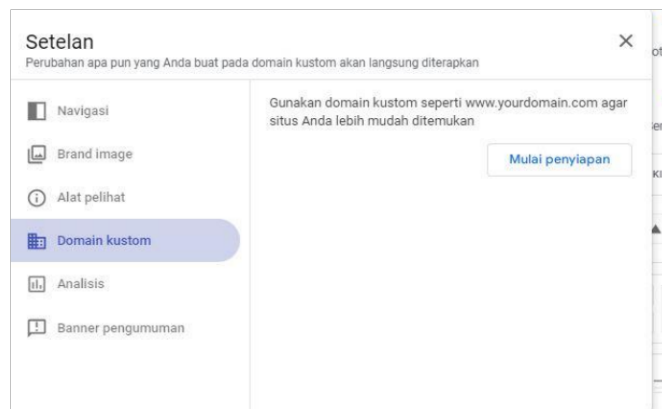 Setelan
Perubahan apa pun yang Anda buat pada domain kustom akan langsung diterapkan
Navigasi
Brand image
Alat pelihat
Domain kustom
Analisis
Banner pengumuman
Gunakan domain kustom seperti www.yourdomain.com agar
situs Anda lebih mudah ditemukan
Mulai penyiapan